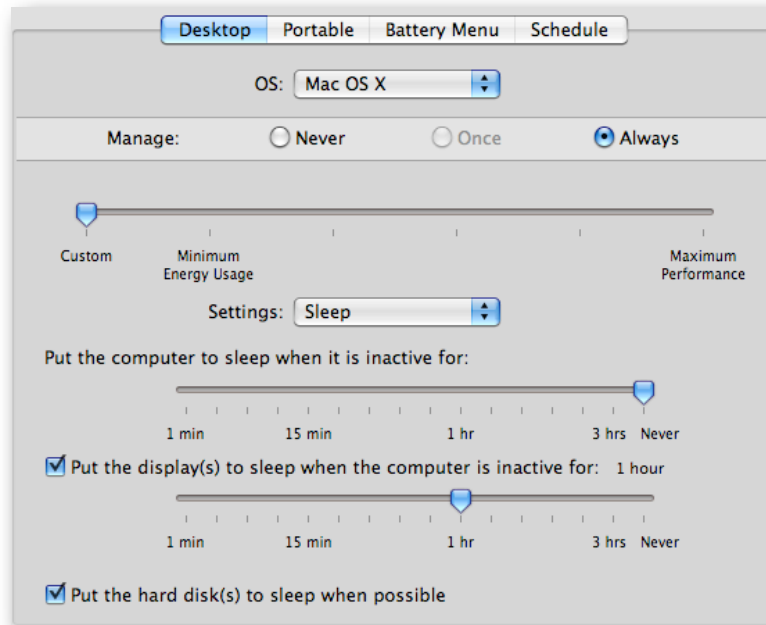 Desktop Portable Battery Menu Schedule
OS: Mac OS X
Manage: Never Once Always
Custom Minimum Maximum
Energy Usage Performance
Settings: Sleep
Put the computer to sleep when it is inactive for:
1 min 15 min 1 hr 3 hrs Never
Put the display(s) to sleep when the computer is inactive for: 1 hour
1 min 15 min 1 hr 3 hrs Never
Put the hard disk(s) to sleep when possible